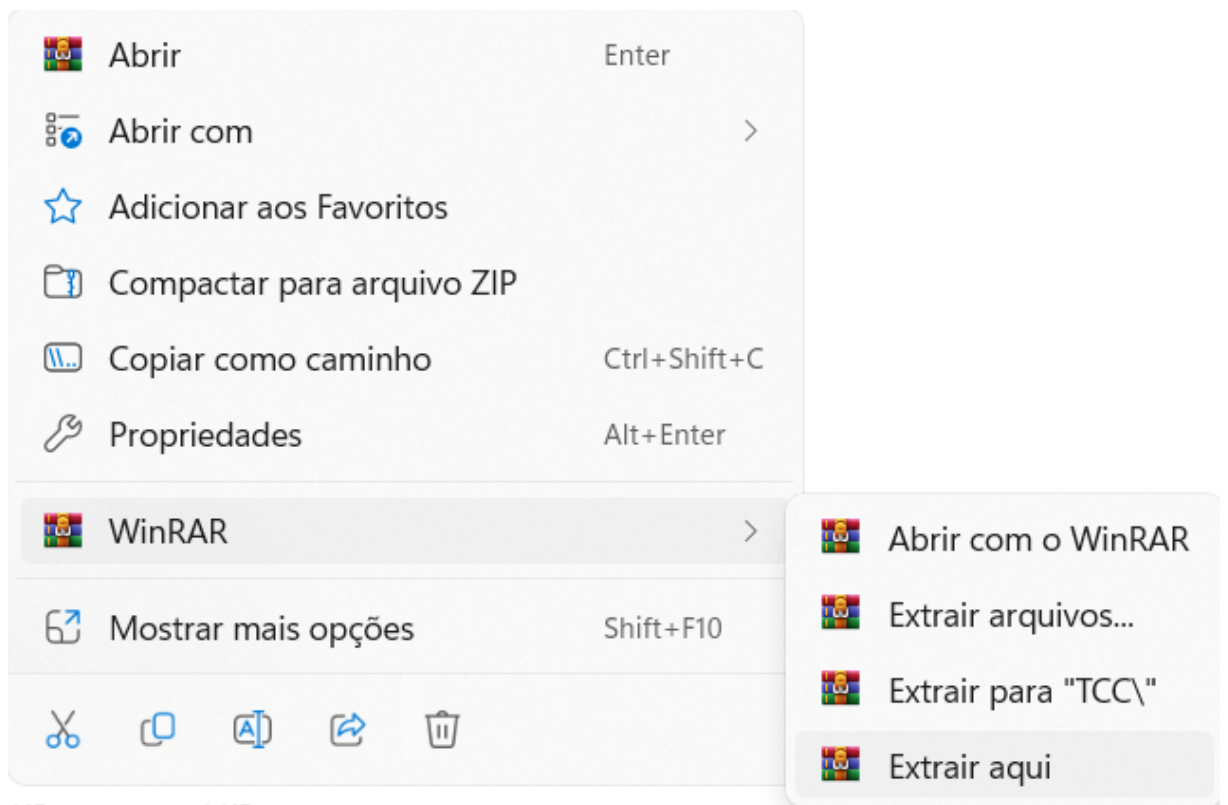 Abrir Enter
Abrir com
Adicionar aos Favoritos
Compactar para arquivo ZIP
Copiar como caminho Ctrl+Shift+C
Propriedades Alt+Enter
WinRAR
Mostrar mais opções Shift+F10
Abrir com o WinRAR
Extrair arquivos...
Extrair para "TCC\"
Extrair aqui